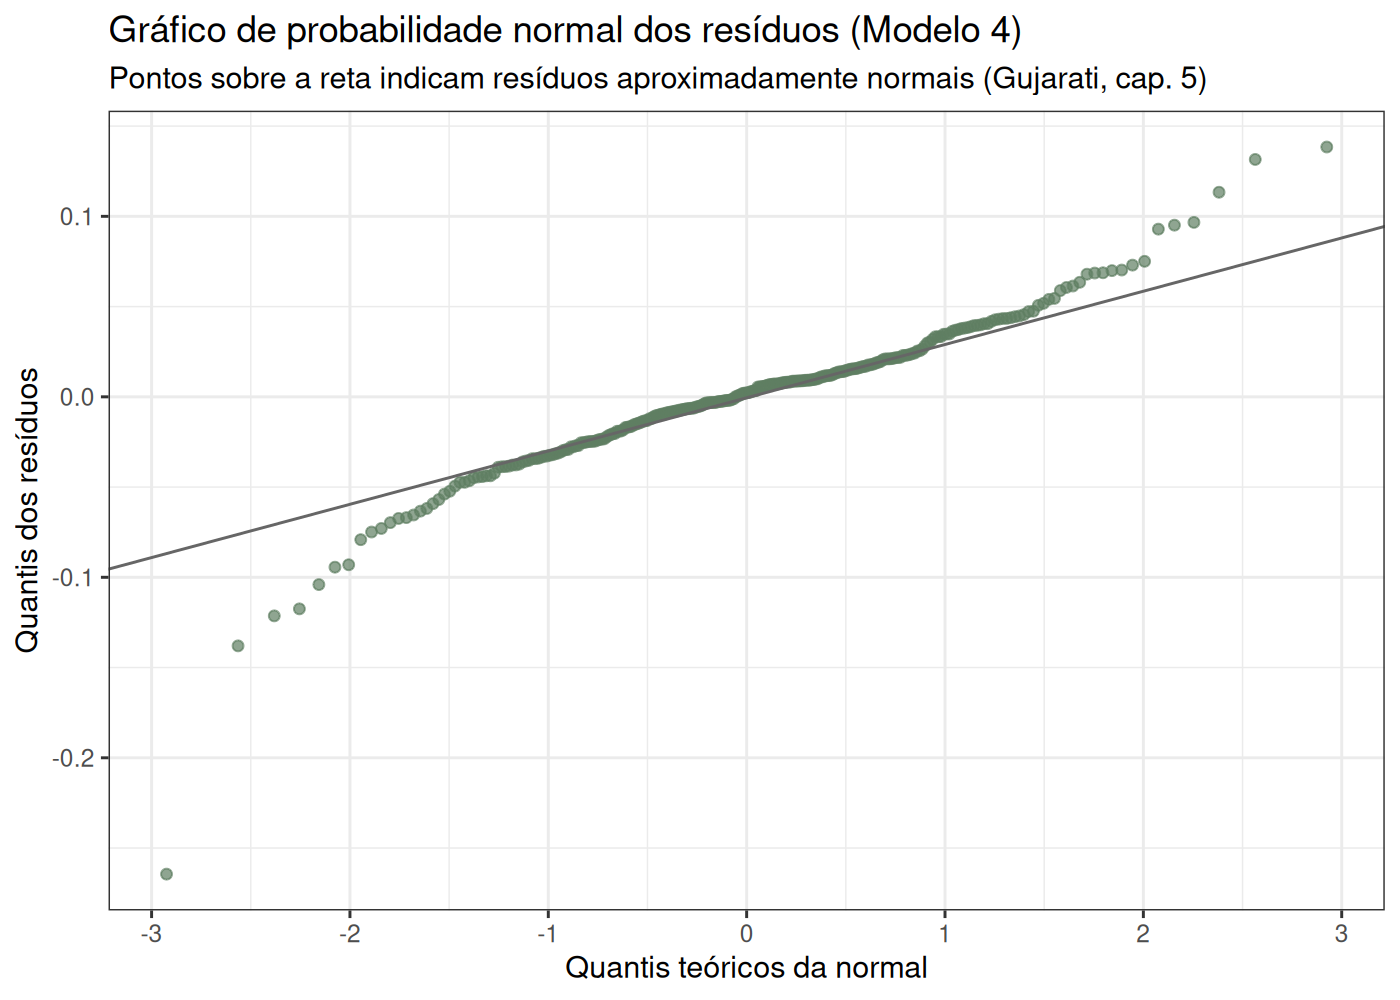 Gráfico de probabilidade normal dos resíduos (Modelo 4)
Pontos sobre a reta indicam resíduos aproximadamente normais (Gujarati, cap. 5)
Quantis dos resíduos
0.1
0.0
-0.1
-0.2
-3 -2 -1 0 1 2 3
Quantis teóricos da normal